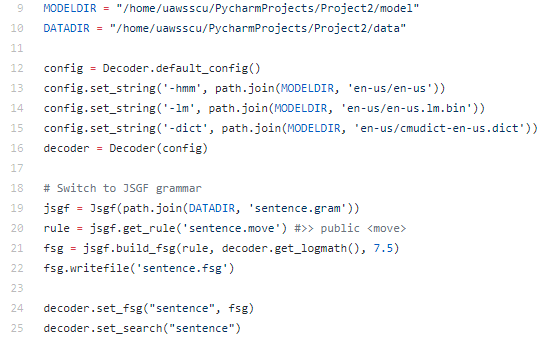 9 MODELDIR = "/home/uawsscu/PycharmProjects/Project2/model"
10 DATADIR = "/home/uawsscu/PycharmProjects/Project2/data"
11
12 config = Decoder.default_config()
13 config.set_string('-hmm', path.join(MODELDIR, 'en-us/en-us'))
14 config.set_string('-lm', path.join(MODELDIR, 'en-us/en-us.lm.bin'))
15 config.set_string('-dict', path.join(MODELDIR, 'en-us/cmudict-en-us.dict'))
16 decoder = Decoder(config)
17
18 # Switch to JSGF grammar
19 jsgf = Jsgf(path.join(DATADIR, 'sentence.gram'))
20 rule = jsgf.get_rule('sentence.move') #>> public <move>
21 fsg = jsgf.build_fsg(rule, decoder.get_logmath(), 7.5)
22 fsg.writefile('sentence.fsg')
23
24 decoder.set_fsg("sentence", fsg)
25 decoder.set_search("sentence")